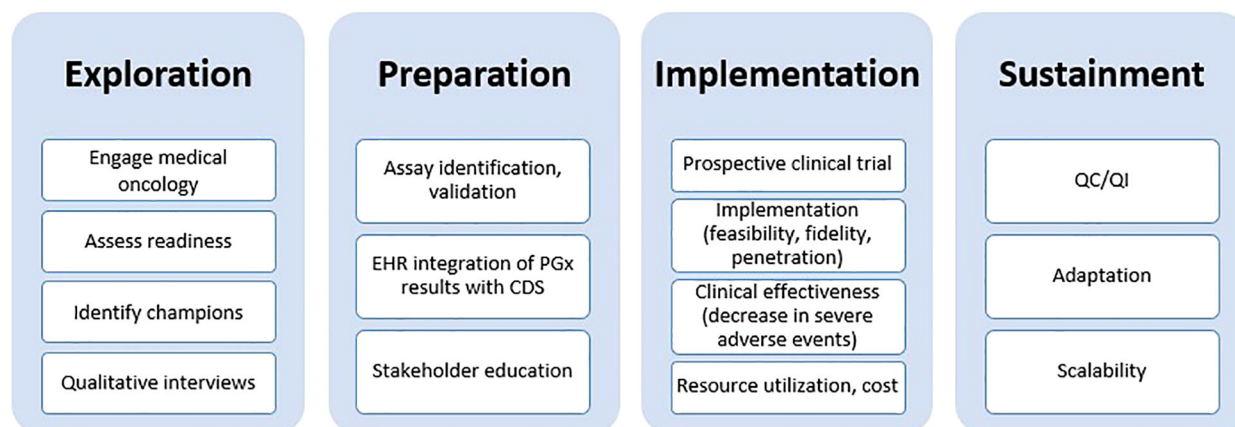 Exploration
Engage medical
oncology
Assess readiness
Identify champions
Qualitative interviews
Preparation
Assay identification,
validation
EHR integration of PGx
results with CDS
Stakeholder education
Implementation
Prospective clinical trial
Implementation
(feasibility, fidelity,
penetration)
Clinical effectiveness
(decrease in severe
adverse events)
Resource utilization, cost
Sustainment
QC/QI
Adaptation
Scalability